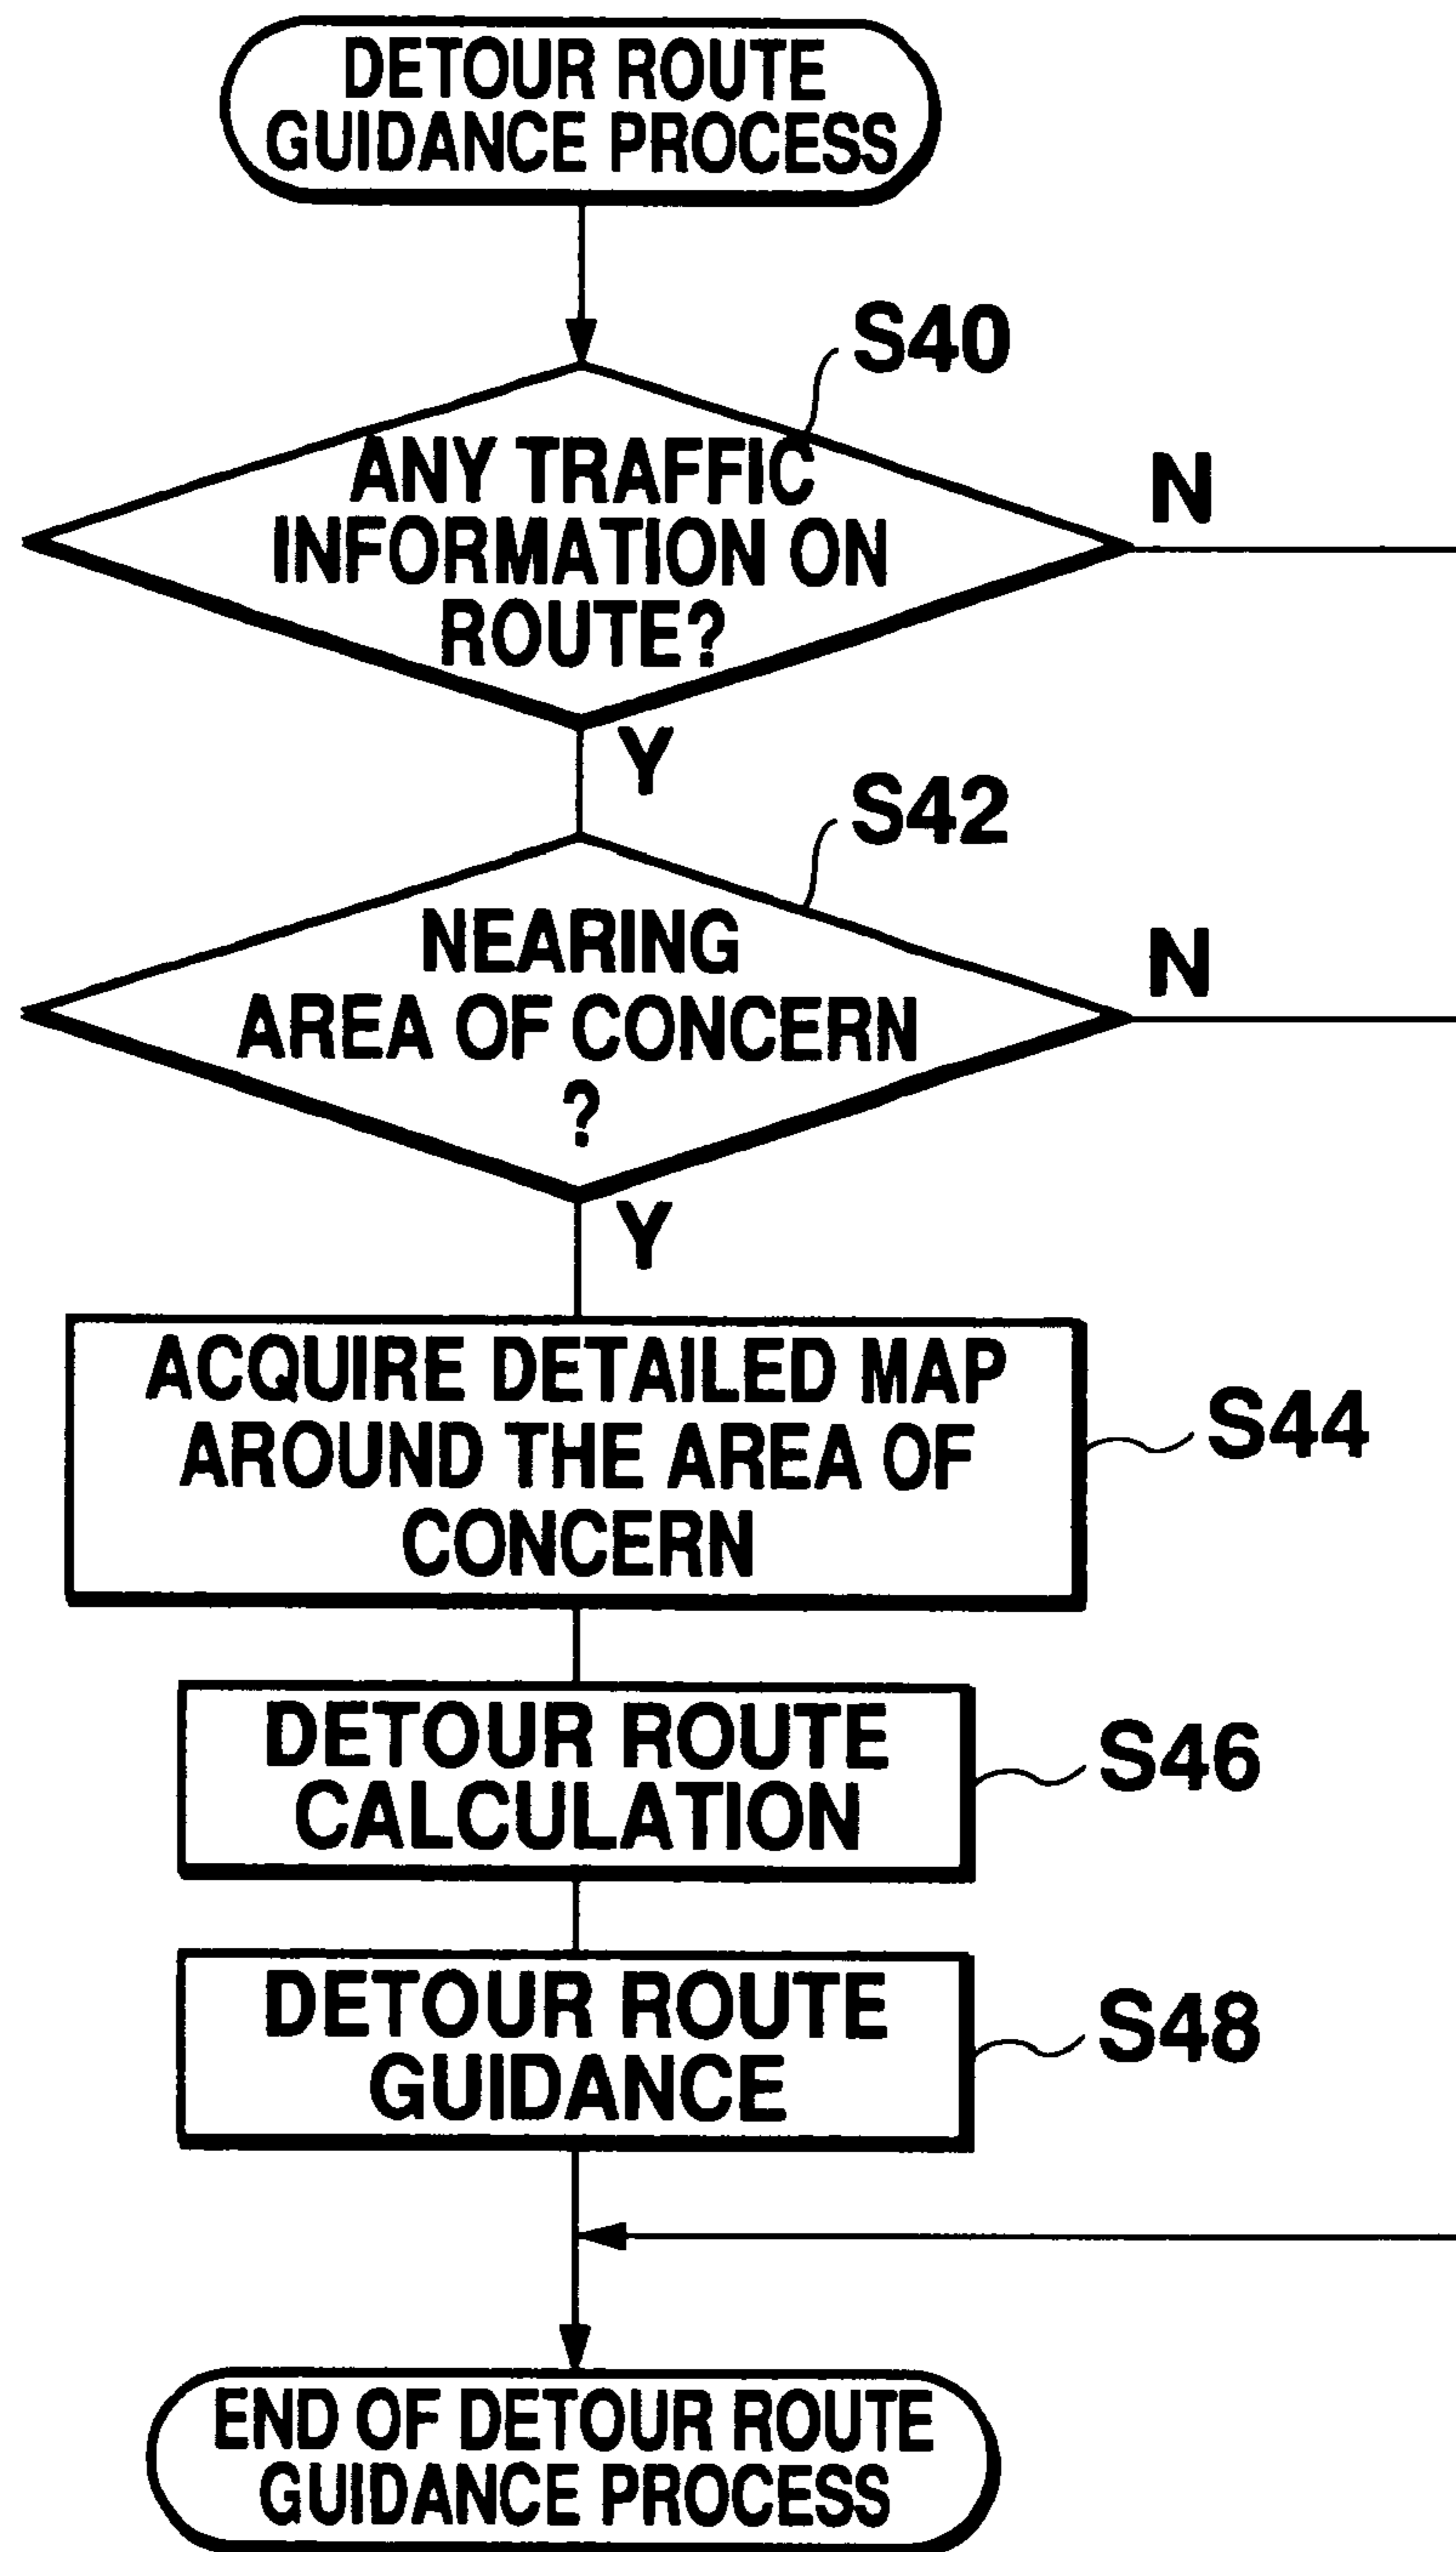 DETOUR ROUTE
GUIDANCE PROCESS
S40
ANY TRAFFIC
INFORMATION ON
ROUTE?
N
Y
S42
NEARING
AREA OF CONCERN
?
N
Y
ACQUIRE DETAILED MAP
AROUND THE AREA OF
CONCERN
S44
DETOUR ROUTE
CALCULATION
S46
DETOUR ROUTE
GUIDANCE
S48
END OF DETOUR ROUTE
GUIDANCE PROCESS